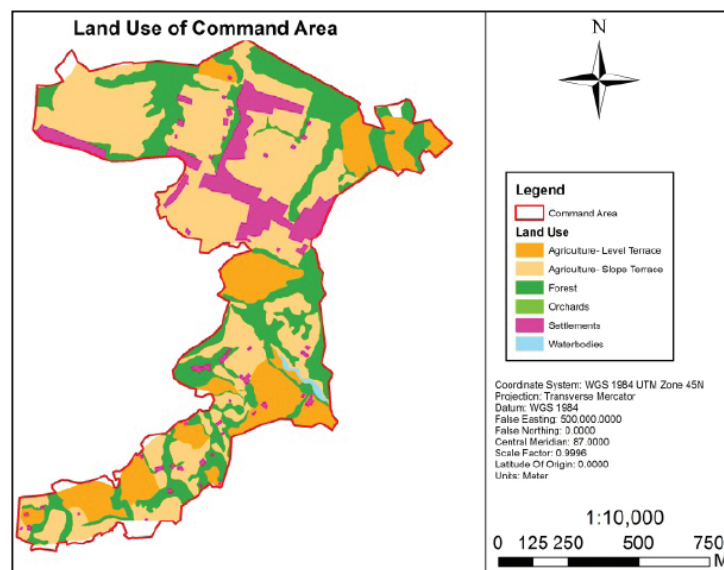 Land Use of Command Area
N
Legend
Command Area
Land Use
Agriculture- Level Terrace
Agriculture- Slope Terrace
Forest
Orchards
Settlements
Waterbodies
Coordinate System: WGS 1984 UTM Zone 45N
Projection: Transverse Mercator
Datum: WGS 1984
False Easting: 500,000.0000
False Northing: 0.0000
Central Meridian: 87.0000
Scale Factor: 0.9996
Latitude Of Origin: 0.0000
Units: Meter
1:10,000
0 125 250 500 750
M